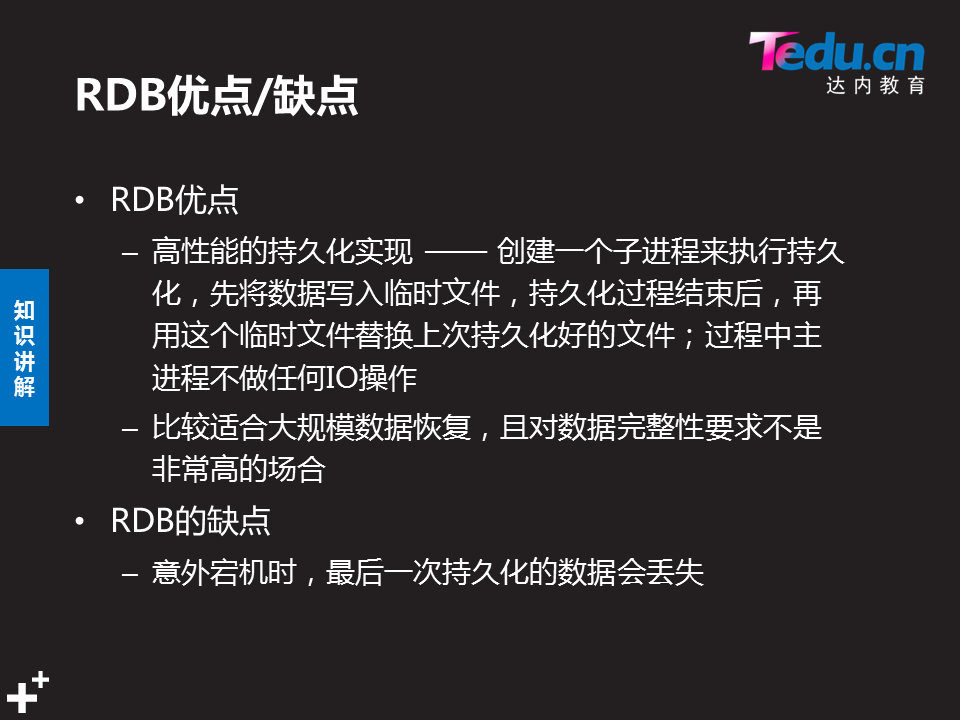 Tedu.cn
达内教育
RDB优点/缺点
• RDB优点
– 高性能的持久化实现 —— 创建一个子进程来执行持久
化，先将数据写入临时文件，持久化过程结束后，再
用这个临时文件替换上次持久化好的文件；过程中主
进程不做任何IO操作
– 比较适合大规模数据恢复，且对数据完整性要求不是
非常高的场合
• RDB的缺点
– 意外宕机时，最后一次持久化的数据会丢失
知
识
讲
解